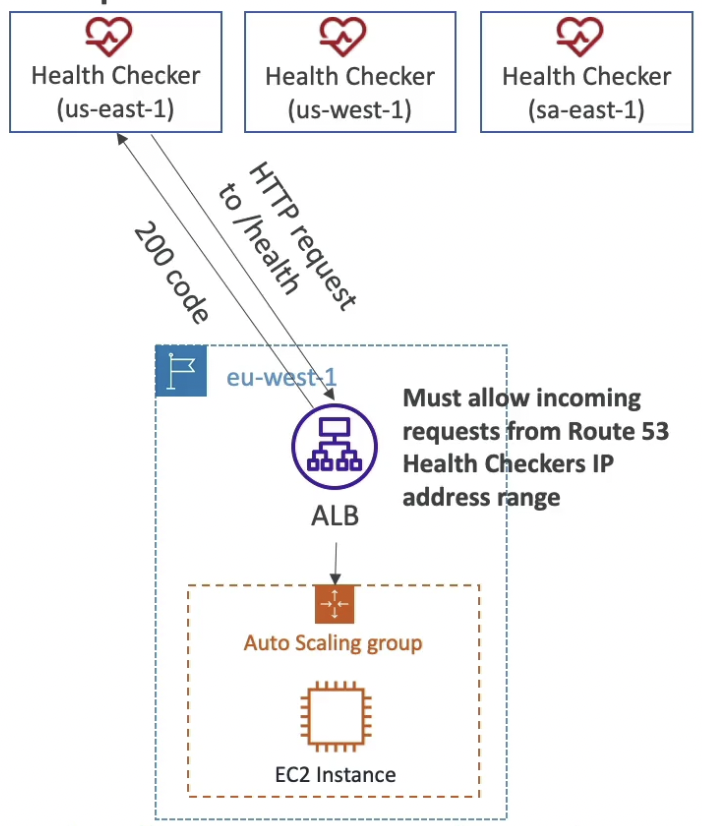 Health Checker
(us-east-1)
Health Checker
(us-west-1)
Health Checker
(sa-east-1)
HTTP request
to /health
200 code
eu-west-1
Must allow incoming
requests from Route 53
Health Checkers IP
address range
ALB
Auto Scaling group
EC2 Instance